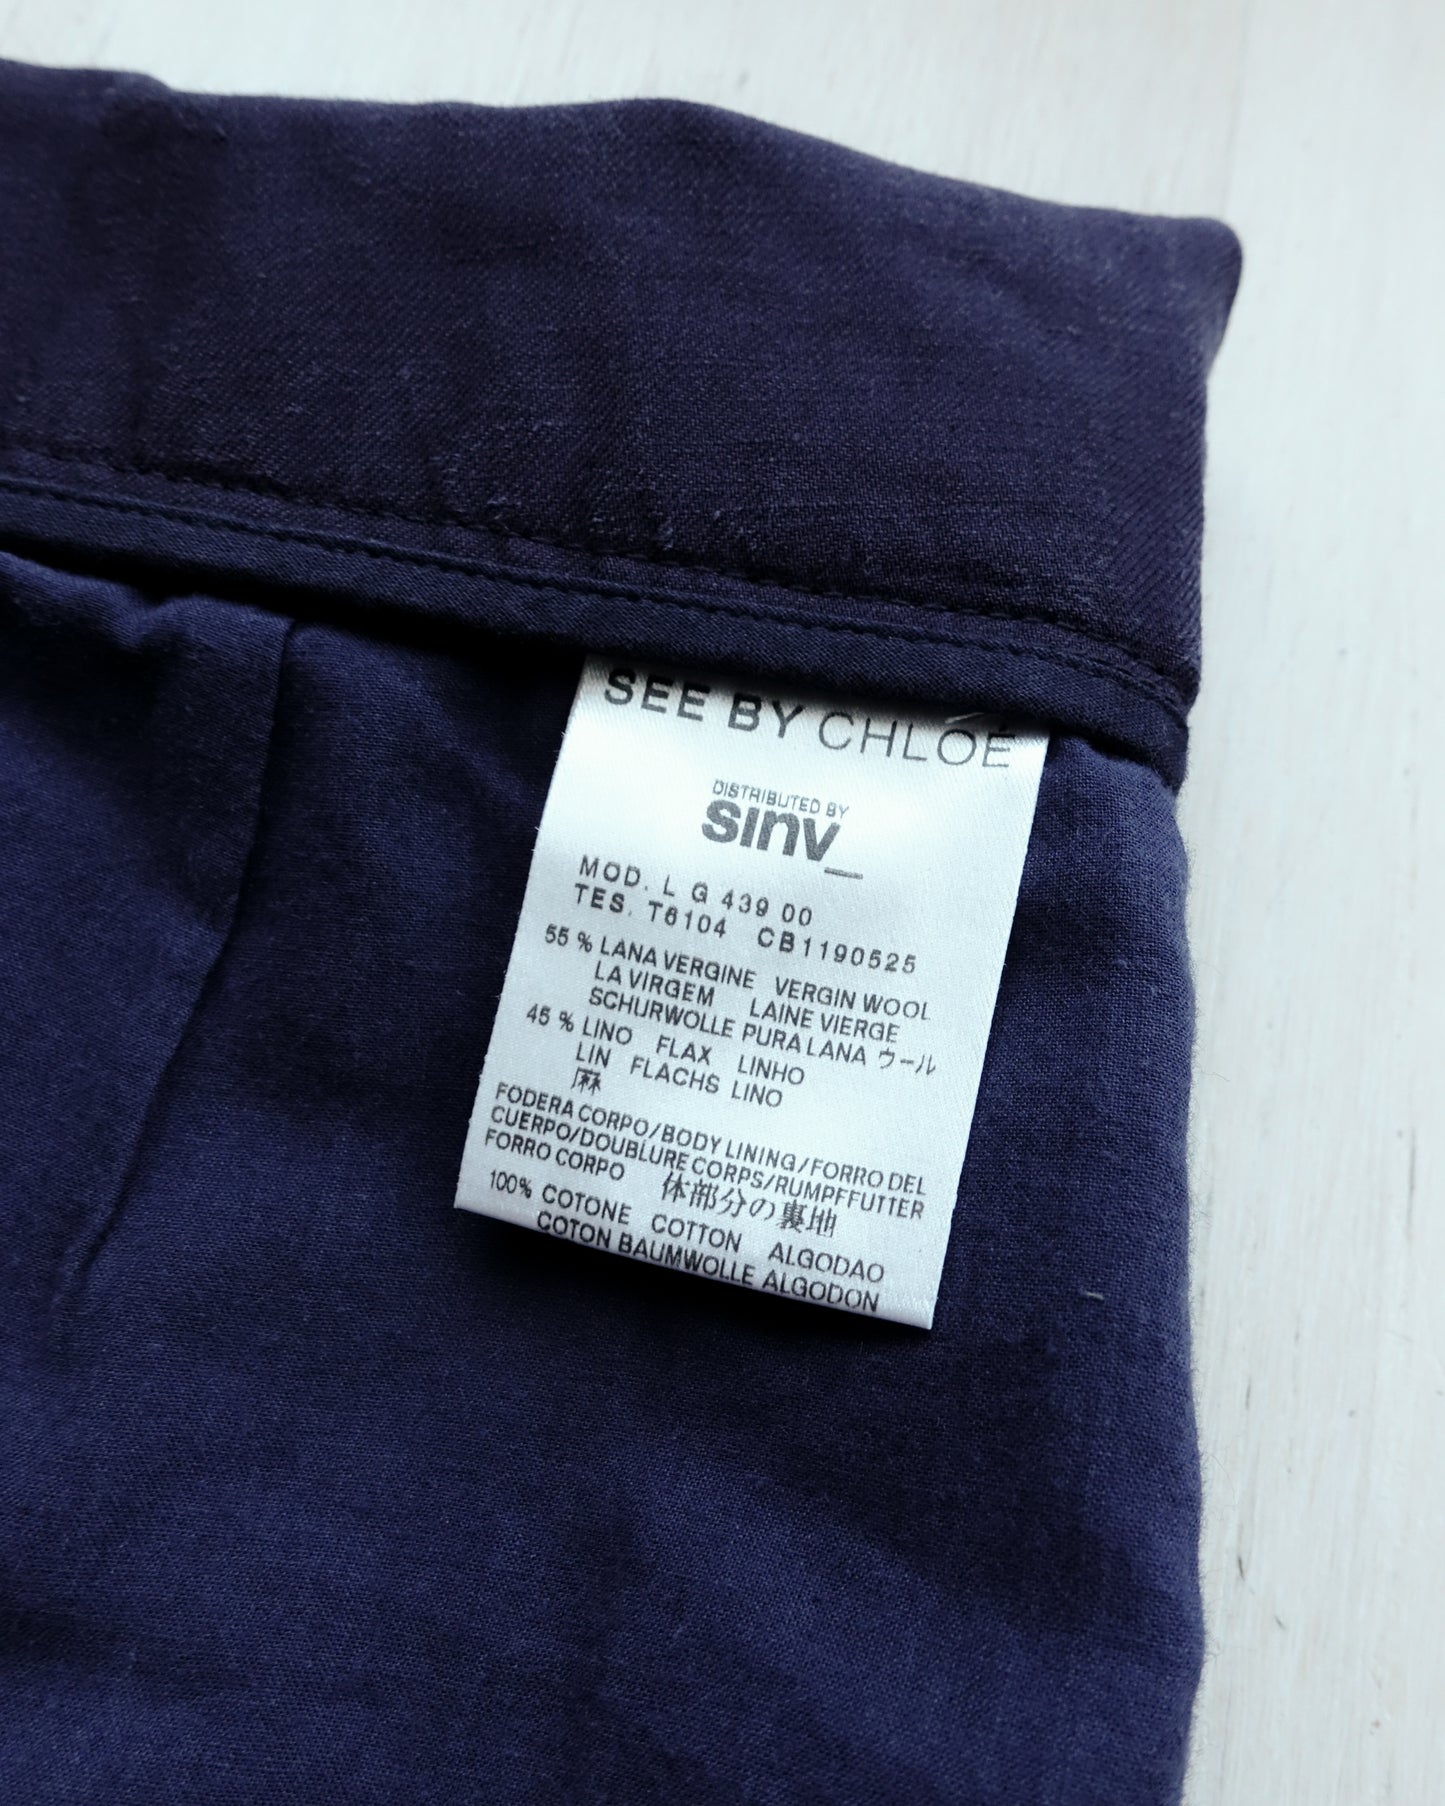 SEE BY CHLOÉ
DISTRIBUTED BY
sinv_
MOD. L G 439 00
TES. T6104 CB1190525
55 % LANA VERGINE VERGIN WOOL
LA VIRGEM LAINE VIERGE
SCHURWOLLE PURA LANA ウール
45 % LINO FLAX LINHO
LIN FLACHS LINO
麻
FODERA CORPO/BODY LINING/FORRO DEL
CUERPO/DOUBLURE CORPS/RUMPFFUTTER
FORRO CORPO 体部分の裏地
100% COTONE COTTON ALGODAO
COTON BAUMWOLLE ALGODON